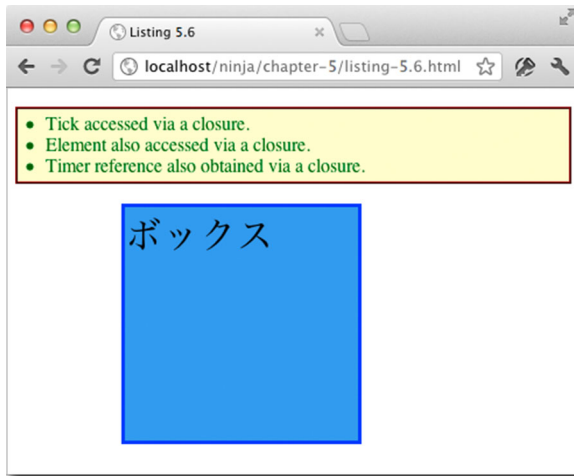 Listing 5.6
localhost/ninja/chapter-5/listing-5.6.html
Tick accessed via a closure.
Element also accessed via a closure.
Timer reference also obtained via a closure.
ボックス